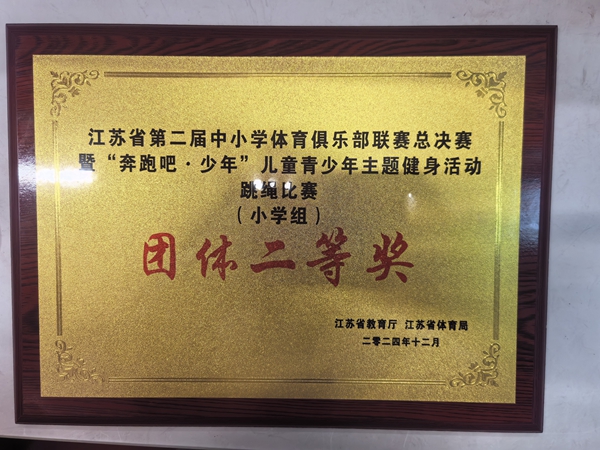 江苏省第二届中小学体育俱乐部联赛总决赛
暨“奔跑吧·少年”儿童青少年主题健身活动
跳绳比赛
（小学组）
团体二等奖
江苏省教育厅 江苏省体育局
二零二四年十二月